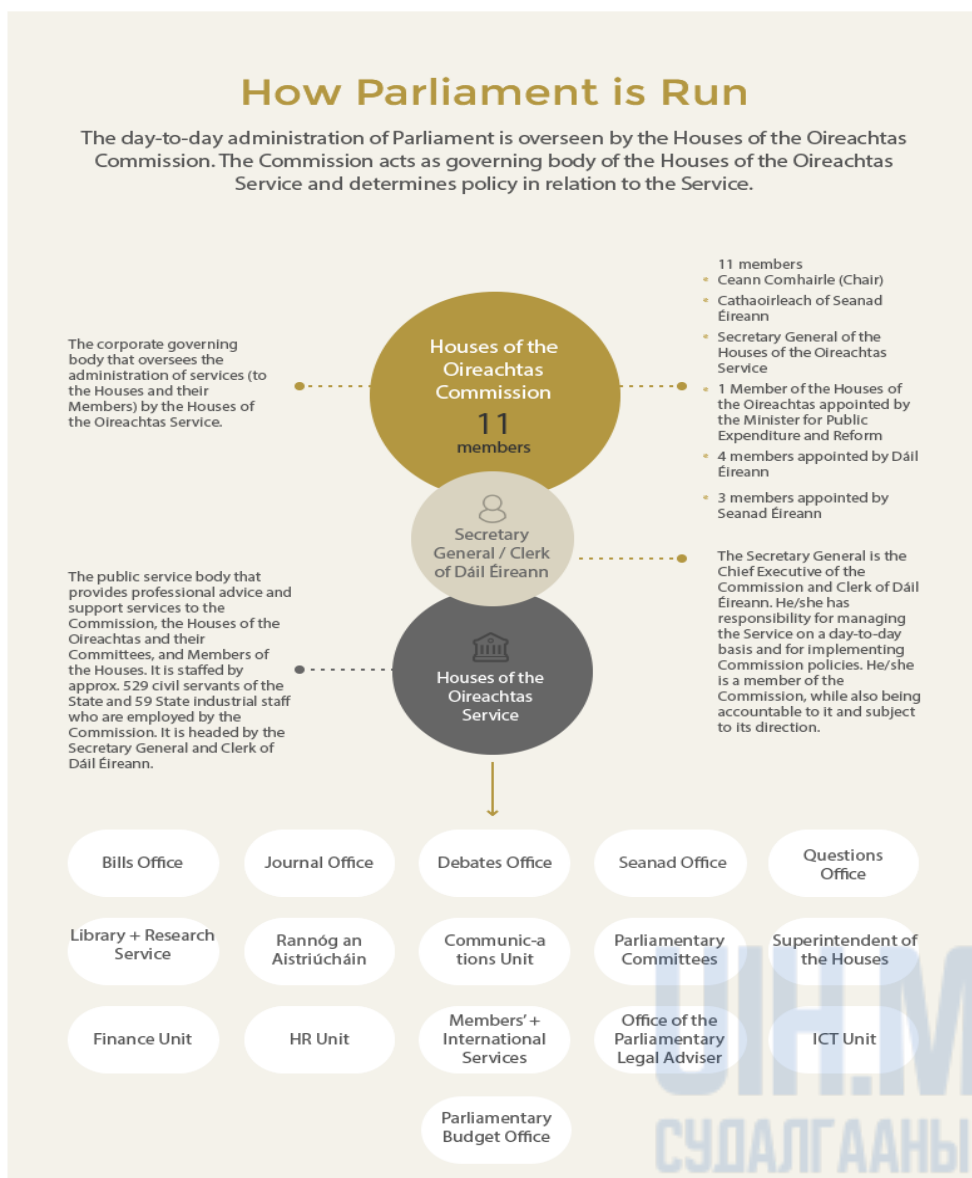 How Parliament is Run
The day-to-day administration of Parliament is overseen by the Houses of the Oireachtas
Commission. The Commission acts as governing body of the Houses of the Oireachtas
Service and determines policy in relation to the Service.
The corporate governing
body that oversees the
administration of services (to
the Houses and their
Members) by the Houses of
the Oireachtas Service.
Houses of the
Oireachtas
Commission
11
members
11 members
• Ceann Comhairle (Chair)
• Cathaoirleach of Seanad
Éireann
• Secretary General of the
Houses of the Oireachtas
Service
• 1 Member of the Houses of
the Oireachtas appointed by
the Minister for Public
Expenditure and Reform
• 4 members appointed by Dáil
Éireann
• 3 members appointed by
Seanad Éireann
Secretary
General / Clerk
of Dáil Éireann
The Secretary General is the
Chief Executive of the
Commission and Clerk of Dáil
Éireann. He/she has
responsibility for managing
the Service on a day-to-day
basis and for implementing
Commission policies. He/she
is a member of the
Commission, while also being
accountable to it and subject
to its direction.
The public service body that
provides professional advice and
support services to the
Commission, the Houses of the
Oireachtas and their
Committees, and Members of
the Houses. It is staffed by
approx. 529 civil servants of the
State and 59 State industrial staff
who are employed by the
Commission. It is headed by the
Secretary General and Clerk of
Dáil Éireann.
Houses of the
Oireachtas
Service
Bills Office
Journal Office
Debates Office
Seanad Office
Questions
Office
Library + Research
Service
Rannóg an
Aistriúcháin
Communic-a
tions Unit
Parliamentary
Committees
Superintendent of
the Houses
Finance Unit
HR Unit
Members' +
International
Services
Office of the
Parliamentary
Legal Adviser
ICT Unit
Parliamentary
Budget Office
UIH.M
СУДАЛГААНЫ